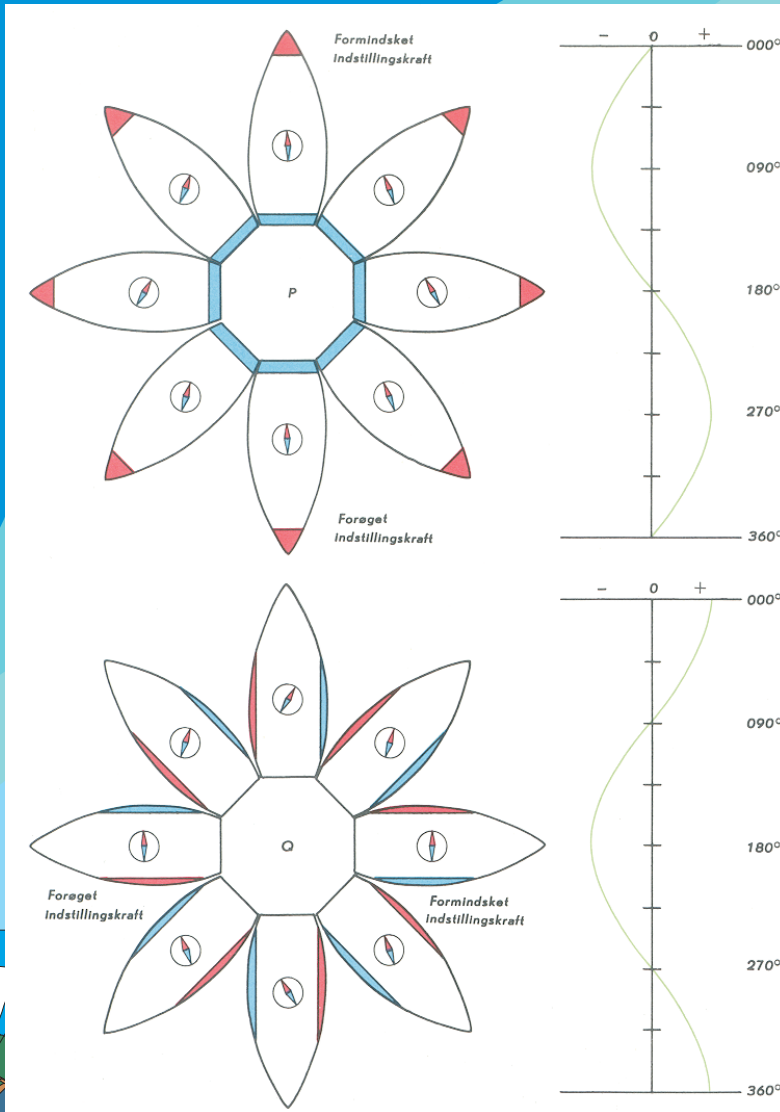 Formindsket
indstillingskraft
- 0 +
000°
090°
180°
270°
360°
P
Forøget
indstillingskraft
- 0 +
000°
090°
180°
270°
360°
Q
Forøget
indstillingskraft
Formindsket
indstillingskraft